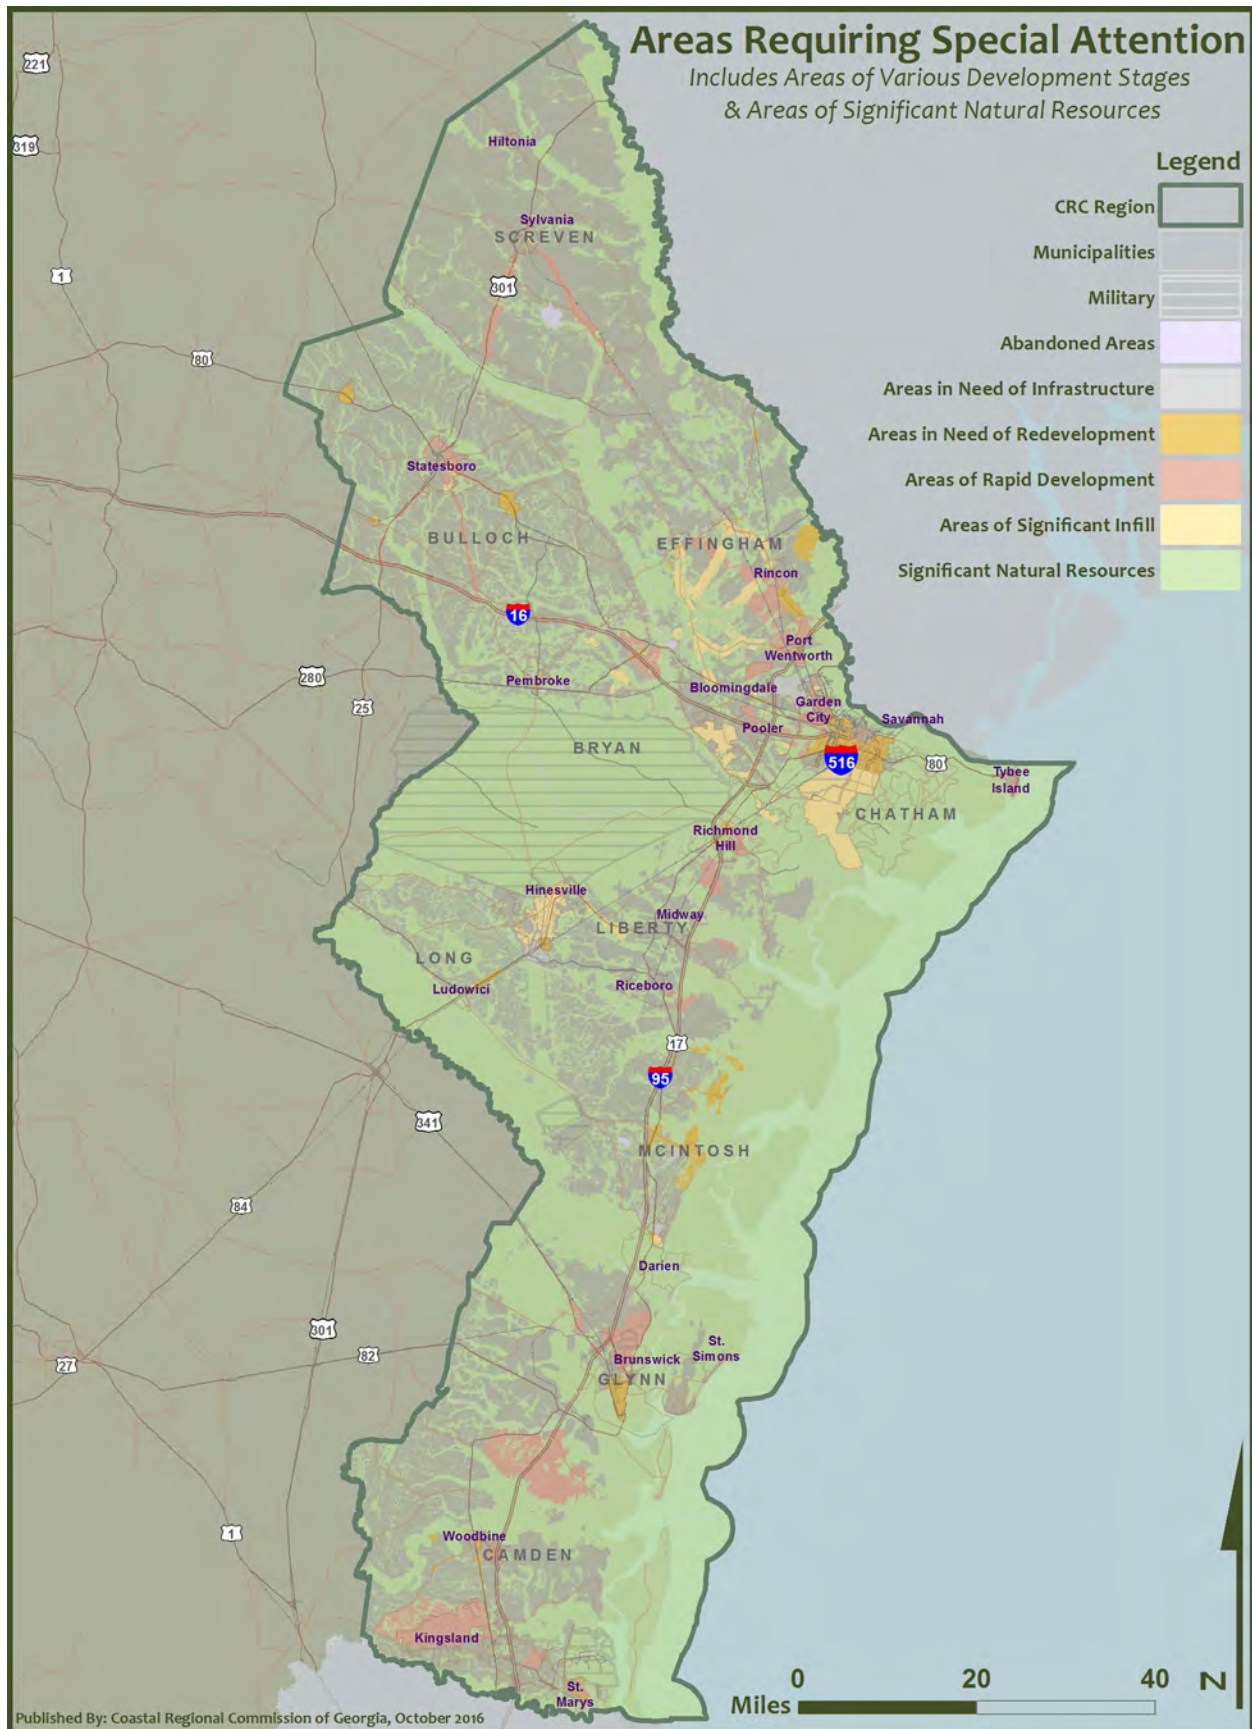 Areas Requiring Special Attention
Includes Areas of Various Development Stages
& Areas of Significant Natural Resources
Legend
CRC Region
Municipalities
Military
Abandoned Areas
Areas in Need of Infrastructure
Areas in Need of Redevelopment
Areas of Rapid Development
Areas of Significant Infill
Significant Natural Resources
221
319
1
80
Hiltonia
Sylvania
SCREVEN
301
Statesboro
BULLOCH
EFFINGHAM
Rincon
16
Port
Wentworth
280
25
Pembroke
Bloomingdale
Garden
City
Savannah
Pooler
BRYAN
516
80
Tybee
Island
CHATHAM
Richmond
Hill
Hinesville
Midway
LIBERTY
LONG
Ludowici
Riceboro
17
95
341
MCINTOSH
84
Darien
301
82
27
St.
Simons
Brunswick
GLYNN
1
Woodbine
CAMDEN
Kingsland
St.
Marys
0 20 40
Miles
N
Published By: Coastal Regional Commission of Georgia, October 2016